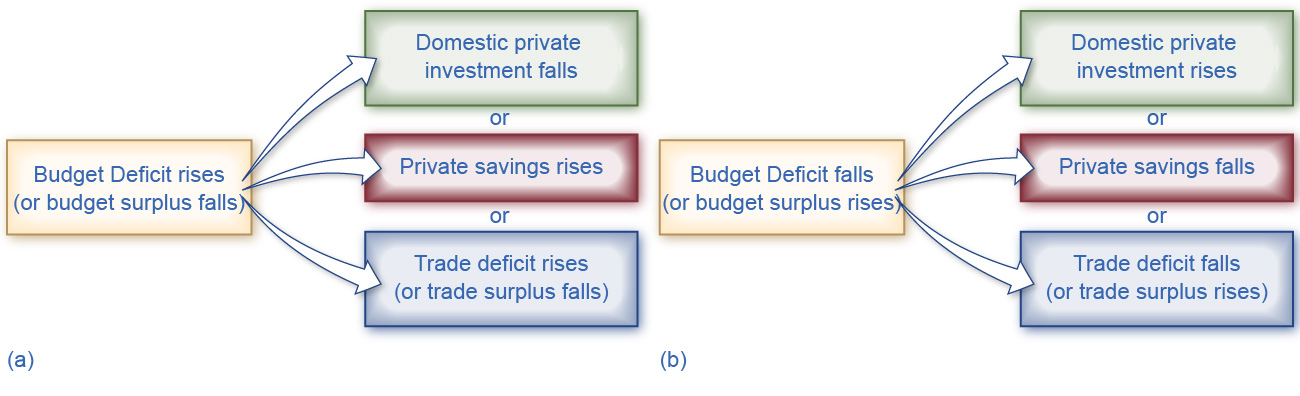 Budget Deficit rises
(or budget surplus falls)
Domestic private
investment falls
or
Private savings rises
or
Trade deficit rises
(or trade surplus falls)
(a)
Budget Deficit falls
(or budget surplus rises)
Domestic private
investment rises
or
Private savings falls
or
Trade deficit falls
(or trade surplus rises)
(b)